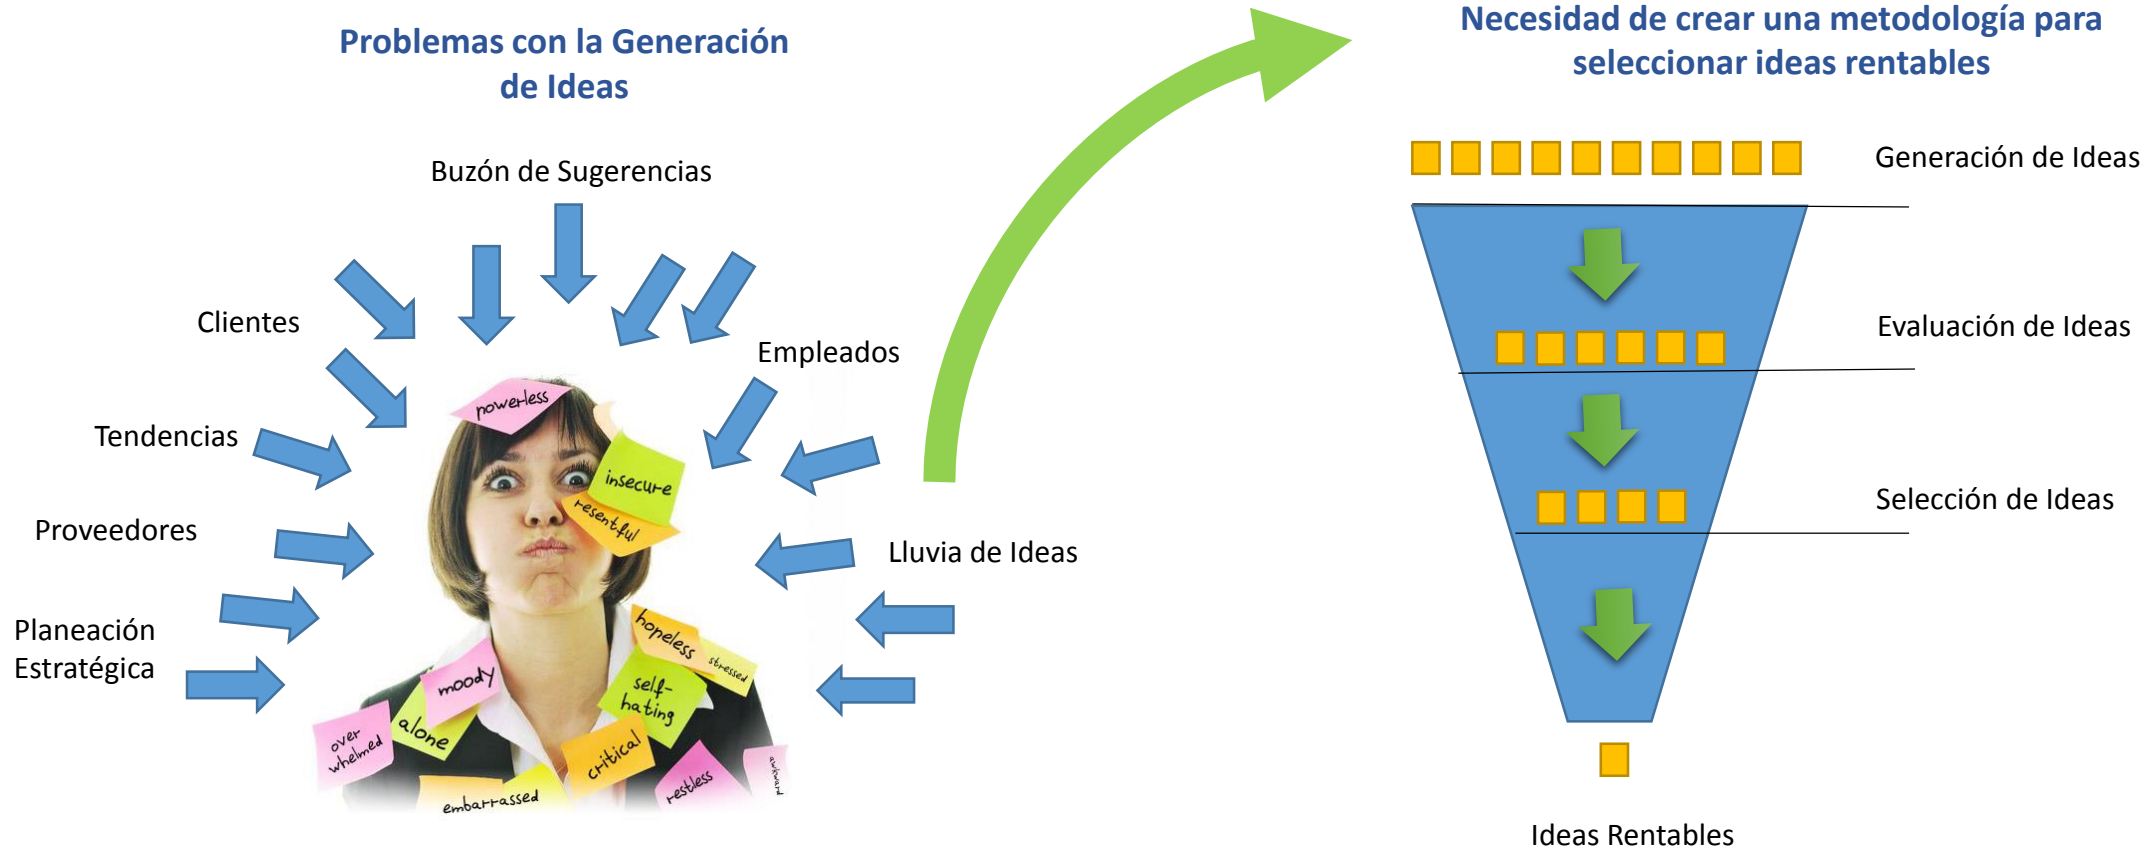 Problemas con la Generación
de Ideas
Buzón de Sugerencias
Clientes
Empleados
Tendencias
Proveedores
Lluvia de Ideas
Planeación
Estratégica
powerless
insecure
resentful
hopeless
stressed
moody
self-
hating
alone
over
whelmed
critical
restless
awkward
embarrassed
Necesidad de crear una metodología para
seleccionar ideas rentables
Generación de Ideas
Evaluación de Ideas
Selección de Ideas
Ideas Rentables